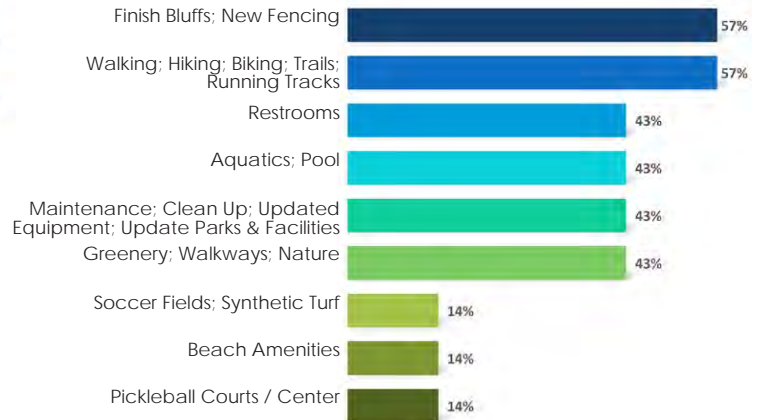 Finish Bluffs; New Fencing
57%
Walking; Hiking; Biking; Trails;
Running Tracks
57%
Restrooms
43%
Aquatics; Pool
43%
Maintenance; Clean Up; Updated
Equipment; Update Parks & Facilities
43%
Greenery; Walkways; Nature
43%
Soccer Fields; Synthetic Turf
14%
Beach Amenities
14%
Pickleball Courts / Center
14%